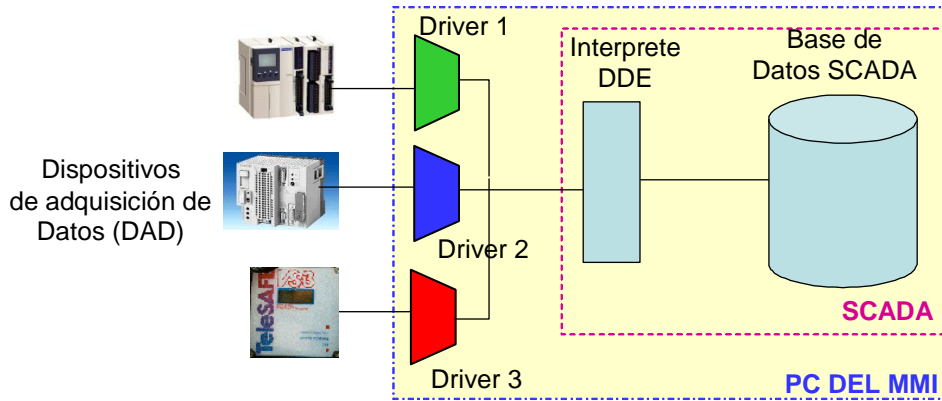 Driver 1
Interprete
DDE
Base de
Datos SCADA
Dispositivos
de adquisición de
Datos (DAD)
Driver 2
TeleSAFE
Driver 3
SCADA
PC DEL MMI